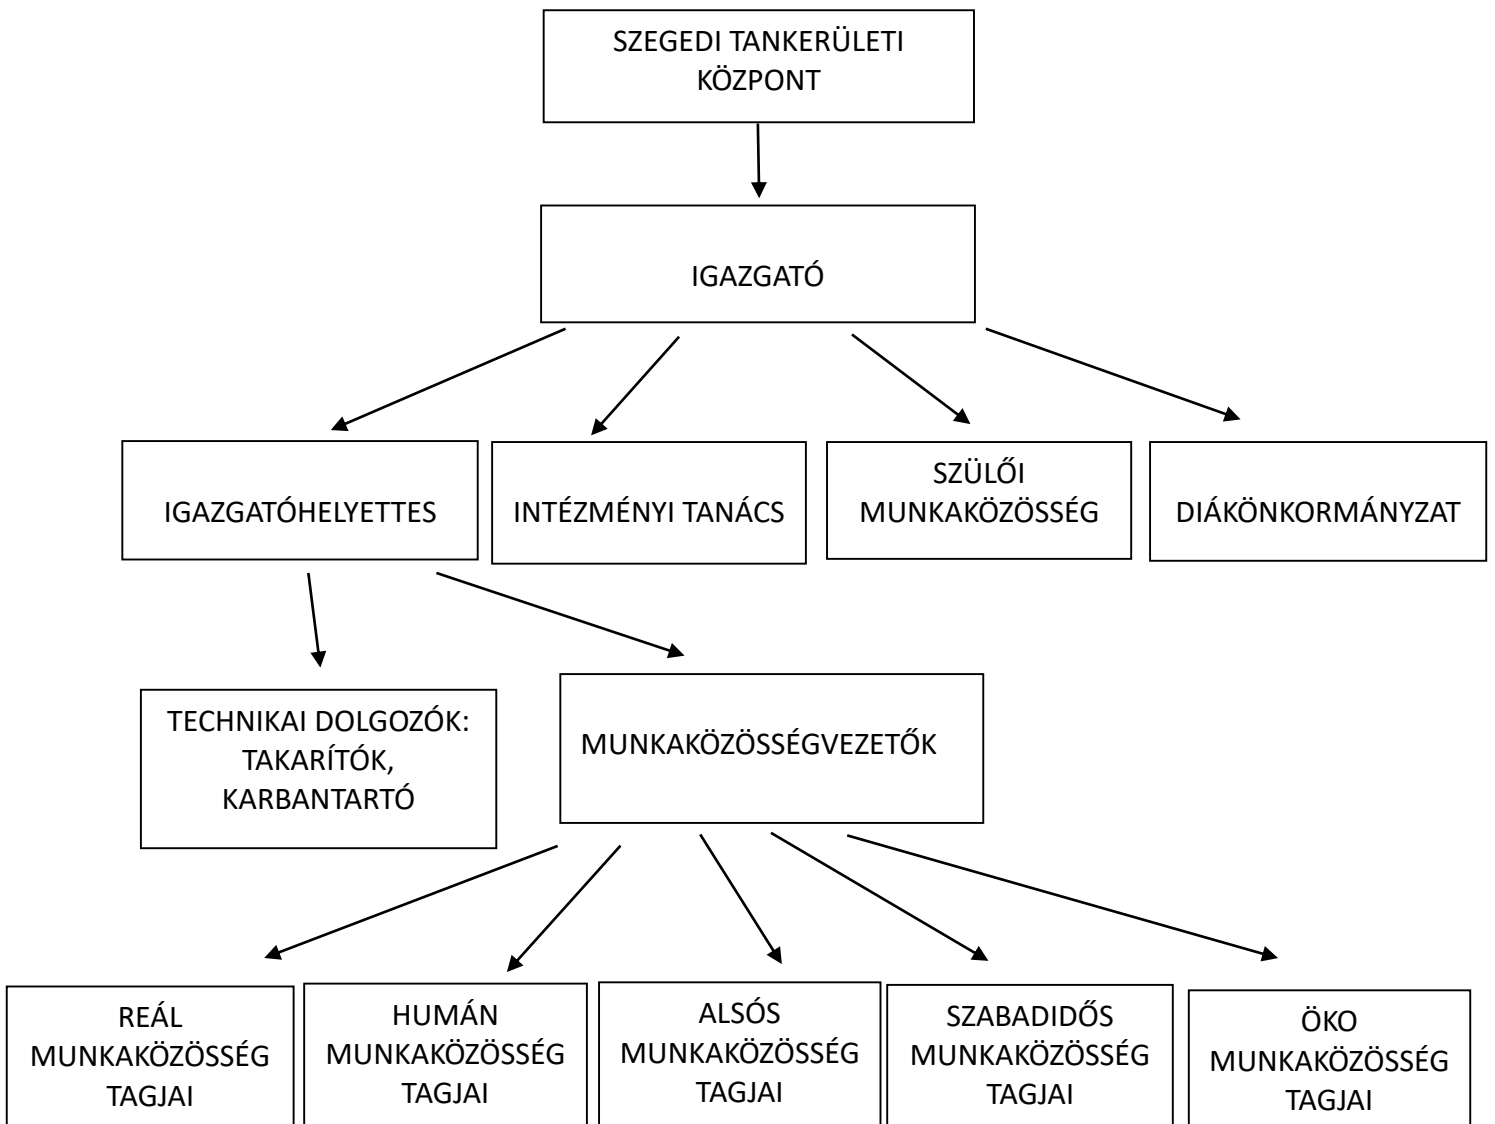 SZEGEDI TANKERÜLETI
KÖZPONT
IGAZGATÓ
IGAZGATÓHELYETTES
INTÉZMÉNYI TANÁCS
SZÜLŐI
MUNKAKÖZÖSSÉG
DIÁKÖNKORMÁNYZAT
TECHNIKAI DOLGOZÓK:
TAKARÍTÓK,
KARBANTARTÓ
MUNKAKÖZÖSSÉGVEZETŐK
REÁL
MUNKAKÖZÖSSÉG
TAGJAI
HUMÁN
MUNKAKÖZÖSSÉG
TAGJAI
ALSÓS
MUNKAKÖZÖSSÉG
TAGJAI
SZABADIDŐS
MUNKAKÖZÖSSÉG
TAGJAI
ÖKO
MUNKAKÖZÖSSÉG
TAGJAI